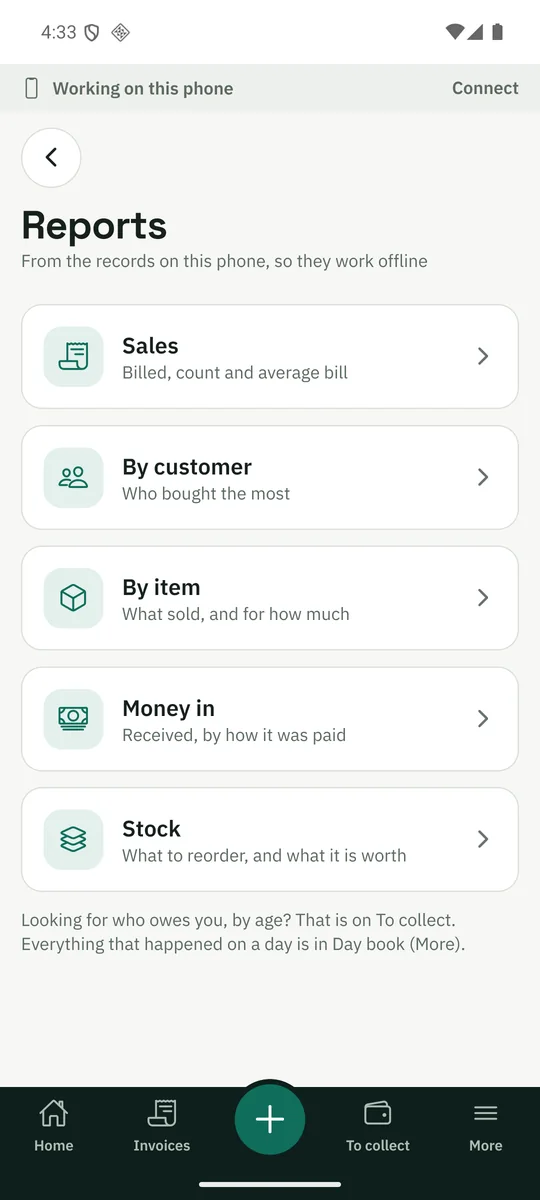 4:33
Working on this phone
Connect
Reports
From the records on this phone, so they work offline
Sales
Billed, count and average bill
By customer
Who bought the most
By item
What sold, and for how much
Money in
Received, by how it was paid
Stock
What to reorder, and what it is worth
Looking for who owes you, by age? That is on To collect.
Everything that happened on a day is in Day book (More).
Home
Invoices
To collect
More